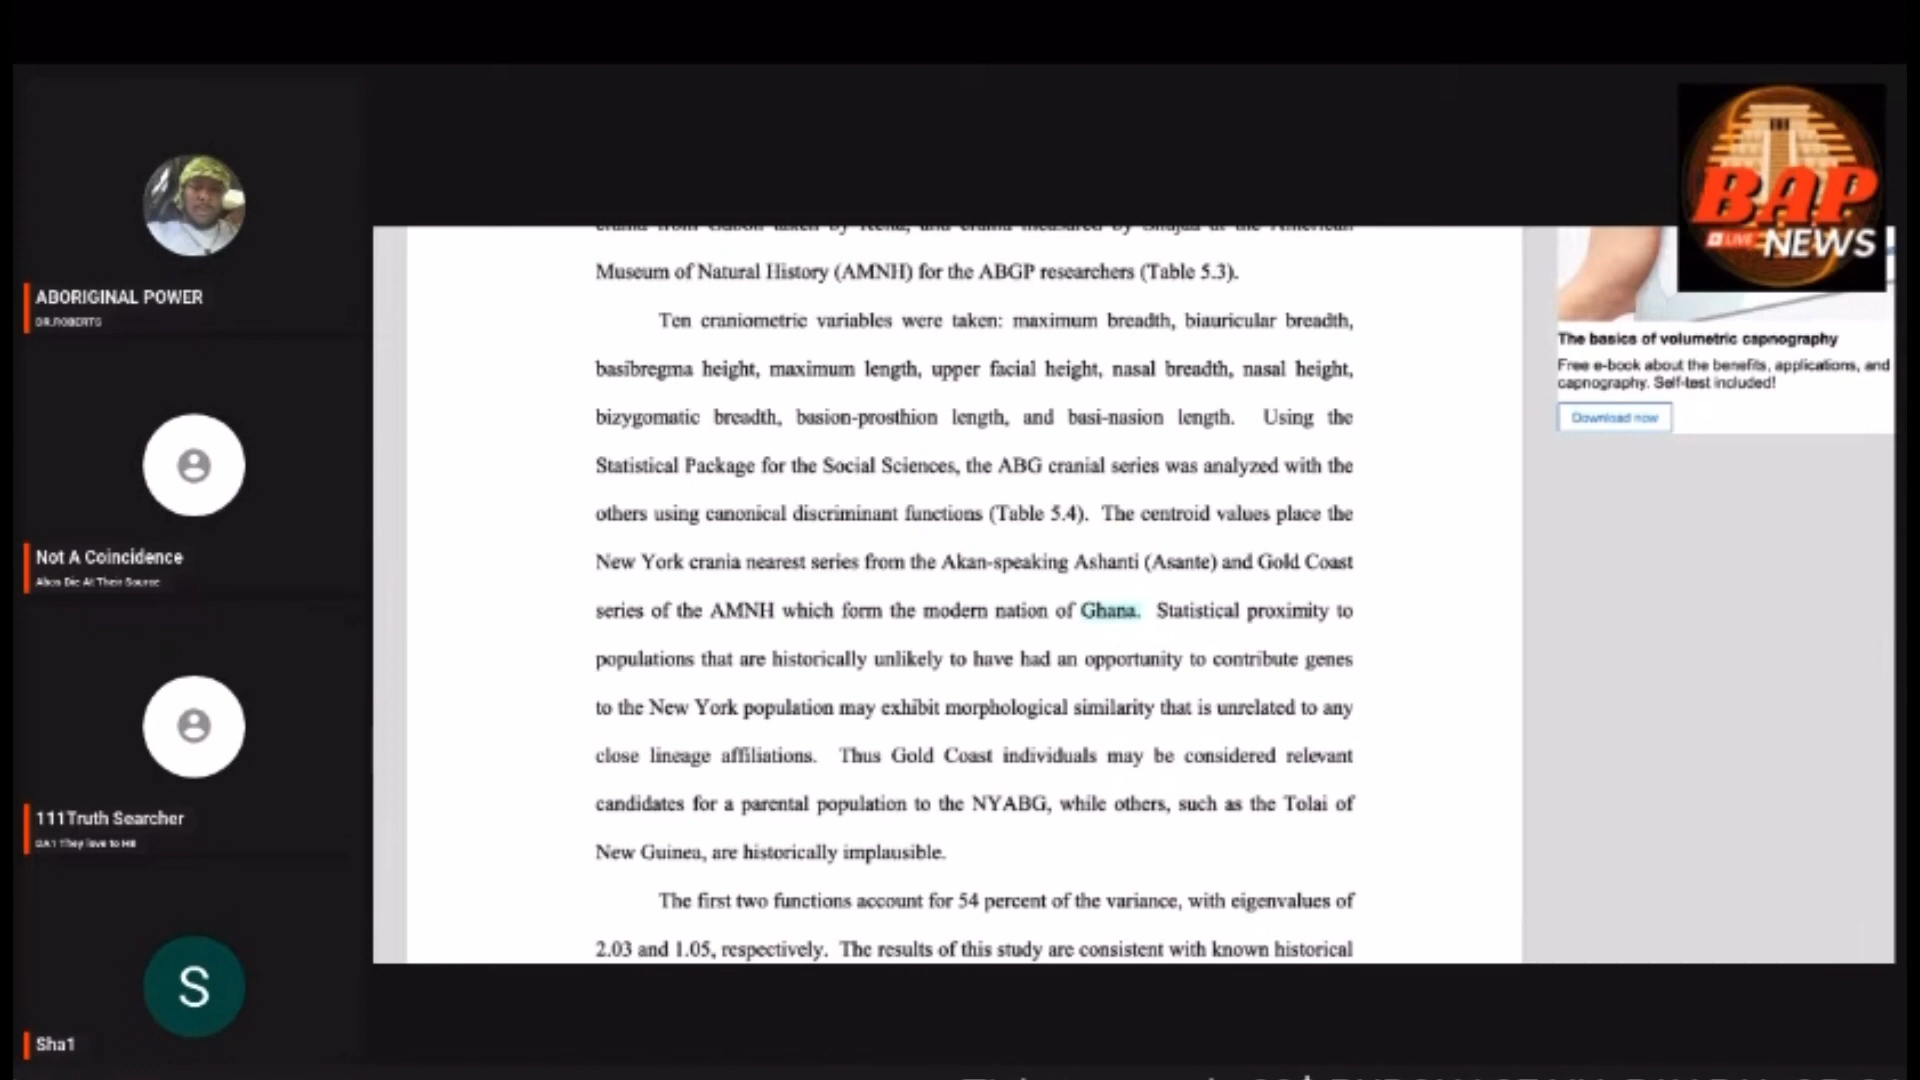 ABORIGINAL POWER
DR.ROBERTS
Not A Coincidence
Abos Die At Their Source
111Truth Searcher
S
Sha1
Museum of Natural History (AMNH) for the ABGP researchers (Table 5.3).
Ten craniometric variables were taken: maximum breadth, biauricular breadth,
basibregma height, maximum length, upper facial height, nasal breadth, nasal height,
bizygomatic breadth, basion-prosthion length, and basi-nasion length. Using the
Statistical Package for the Social Sciences, the ABG cranial series was analyzed with the
others using canonical discriminant functions (Table 5.4). The centroid values place the
New York crania nearest series from the Akan-speaking Ashanti (Asante) and Gold Coast
series of the AMNH which form the modern nation of Ghana. Statistical proximity to
populations that are historically unlikely to have had an opportunity to contribute genes
to the New York population may exhibit morphological similarity that is unrelated to any
close lineage affiliations. Thus Gold Coast individuals may be considered relevant
candidates for a parental population to the NYABG, while others, such as the Tolai of
New Guinea, are historically implausible.
The first two functions account for 54 percent of the variance, with eigenvalues of
2.03 and 1.05, respectively. The results of this study are consistent with known historical
BAP
LIVE NEWS
The basics of volumetric capnography
Free e-book about the benefits, applications, and
capnography. Self-test included!
Download now